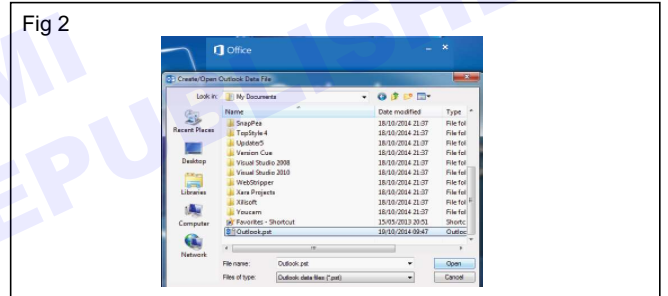 Fig 2
Office
Create/Open Outlook Data File
Look in: My Documents
Name Date modified Type
SnapPea 18/10/2014 21:37 File fol
TopStyle 4 18/10/2014 21:37 File fol
Updater5 18/10/2014 21:37 File fol
Version Cue 18/10/2014 21:37 File fol
Visual Studio 2008 18/10/2014 21:37 File fol
Visual Studio 2010 18/10/2014 21:37 File fol
WebStripper 18/10/2014 21:37 File fol
Xara Projects 18/10/2014 21:37 File fol
Xilisoft 18/10/2014 21:37 File fol
Youcam 18/10/2014 21:37 File fol
Favorites - Shortcut 15/05/2013 20:51 Shortc
Outlook.pst 19/10/2014 09:47 Outloc
Recent Places
Desktop
Libraries
Computer
Network
File name: Outlook.pst Open
Files of type: Outlook data files (*.pst) Cancel